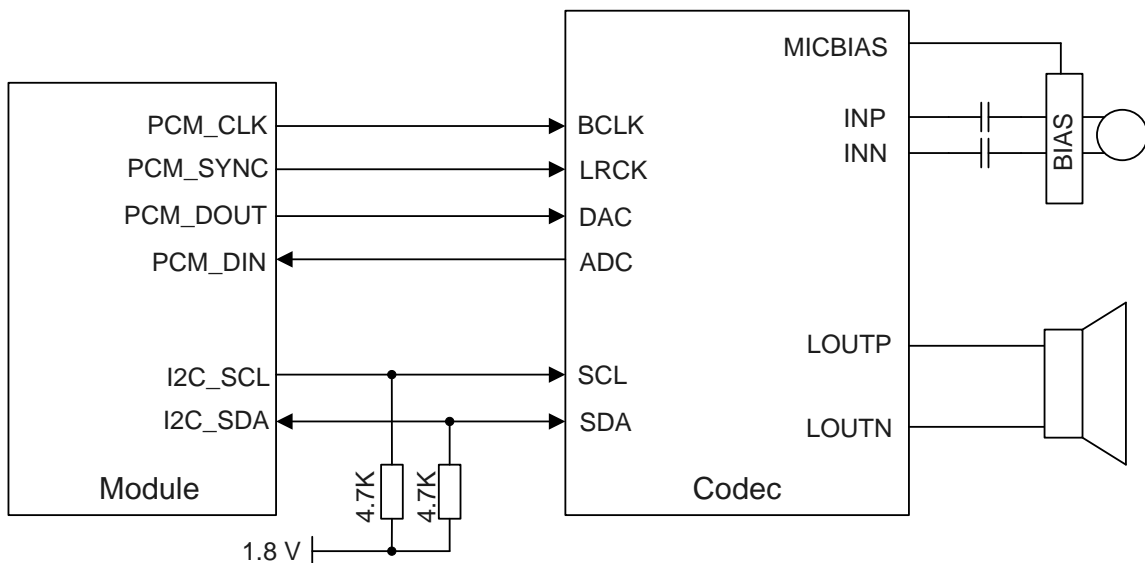 MICBIAS
PCM_CLK
BCLK
INP
PCM_SYNC
LRCK
INN
BIAS
PCM_DOUT
DAC
PCM_DIN
ADC
LOUTP
I2C_SCL
SCL
I2C_SDA
SDA
LOUTN
Module
4.7K
4.7K
Codec
1.8 V